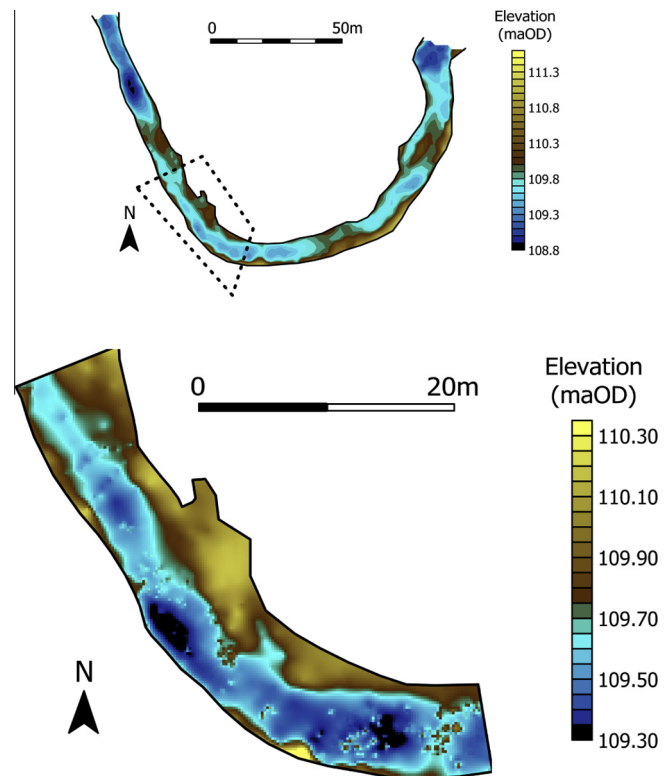 0 50m
Elevation
(maOD)
111.3
110.8
110.3
109.8
109.3
108.8
N
0 20m
Elevation
(maOD)
110.30
110.10
109.90
109.70
109.50
109.30
N